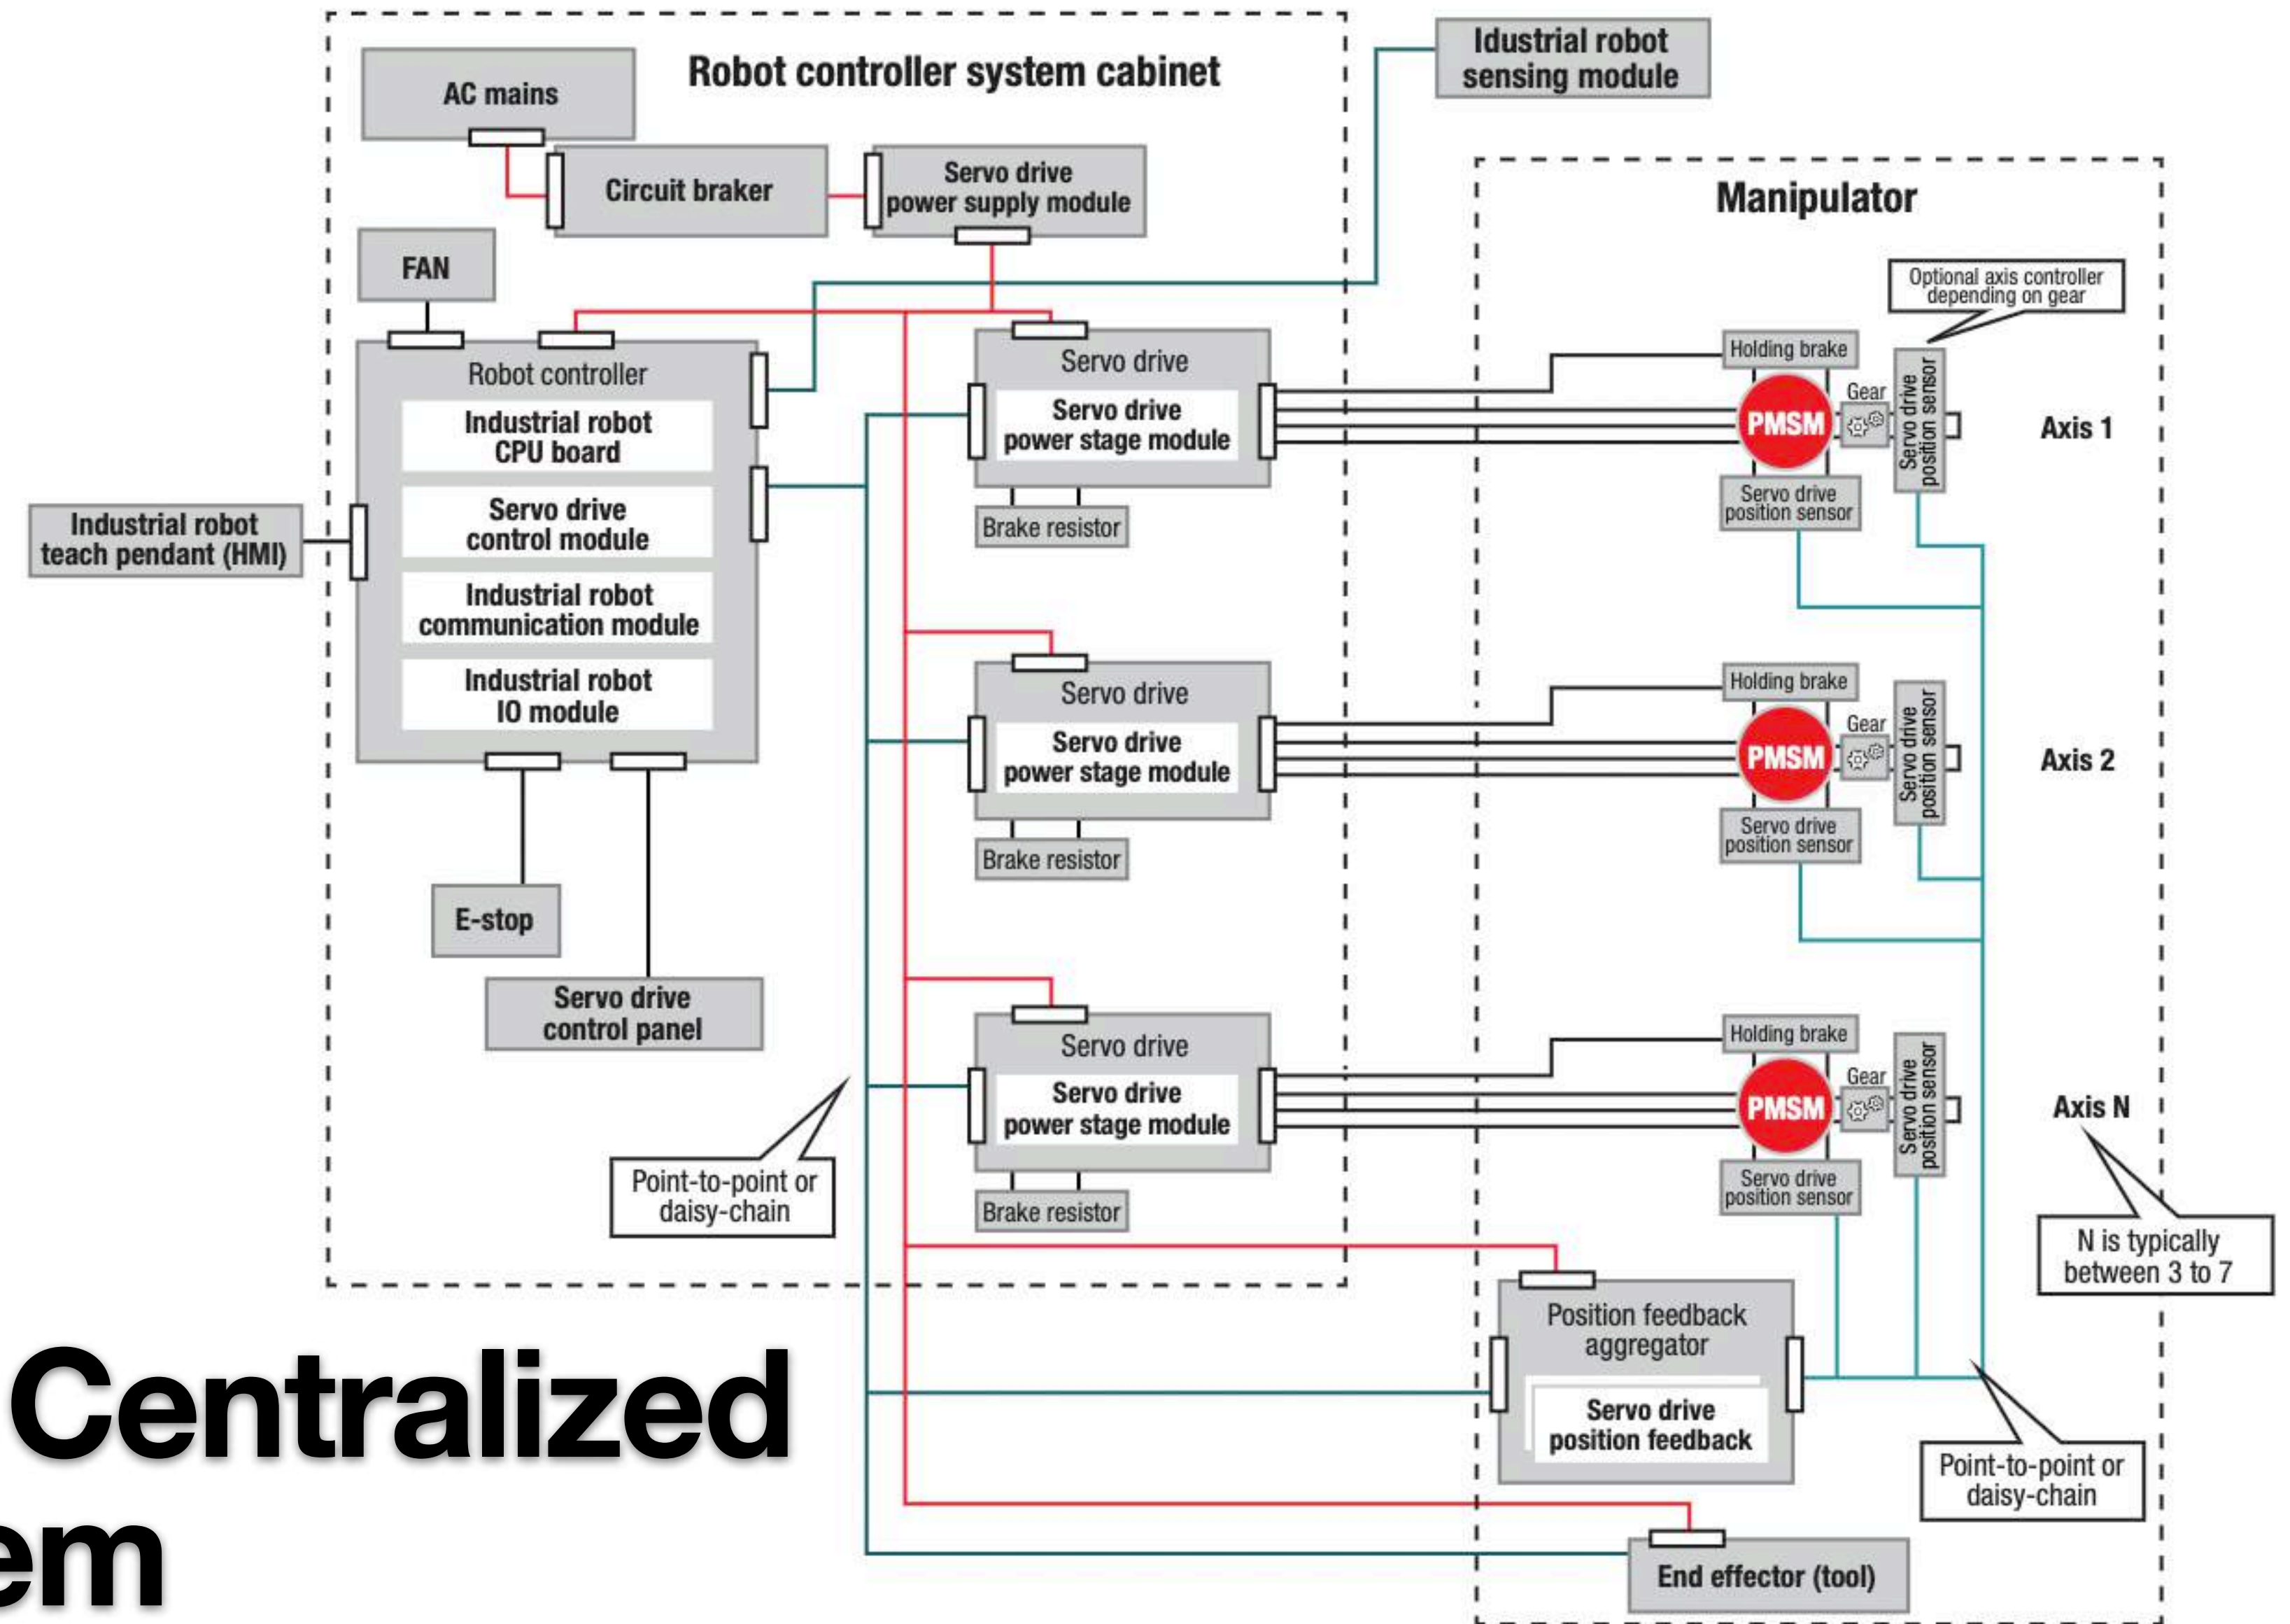 Robot controller system cabinet
AC mains
Circuit braker
Servo drive
power supply module
Idustrial robot
sensing module
FAN
Robot controller
Industrial robot
CPU board
Servo drive
control module
Industrial robot
communication module
Industrial robot
IO module
Industrial robot
teach pendant (HMI)
E-stop
Servo drive
control panel
Point-to-point or
daisy-chain
Servo drive
Servo drive
power stage module
Brake resistor
Servo drive
Servo drive
power stage module
Brake resistor
Servo drive
Servo drive
power stage module
Brake resistor
Manipulator
Optional axis controller
depending on gear
Holding brake
PMSM
Gear
Servo drive
position sensor
Servo drive
position sensor
Axis 1
Holding brake
PMSM
Gear
Servo drive
position sensor
Servo drive
position sensor
Axis 2
Holding brake
PMSM
Gear
Servo drive
position sensor
Servo drive
position sensor
Axis N
N is typically
between 3 to 7
Position feedback
aggregator
Servo drive
position feedback
Point-to-point or
daisy-chain
End effector (tool)
Centralized
em